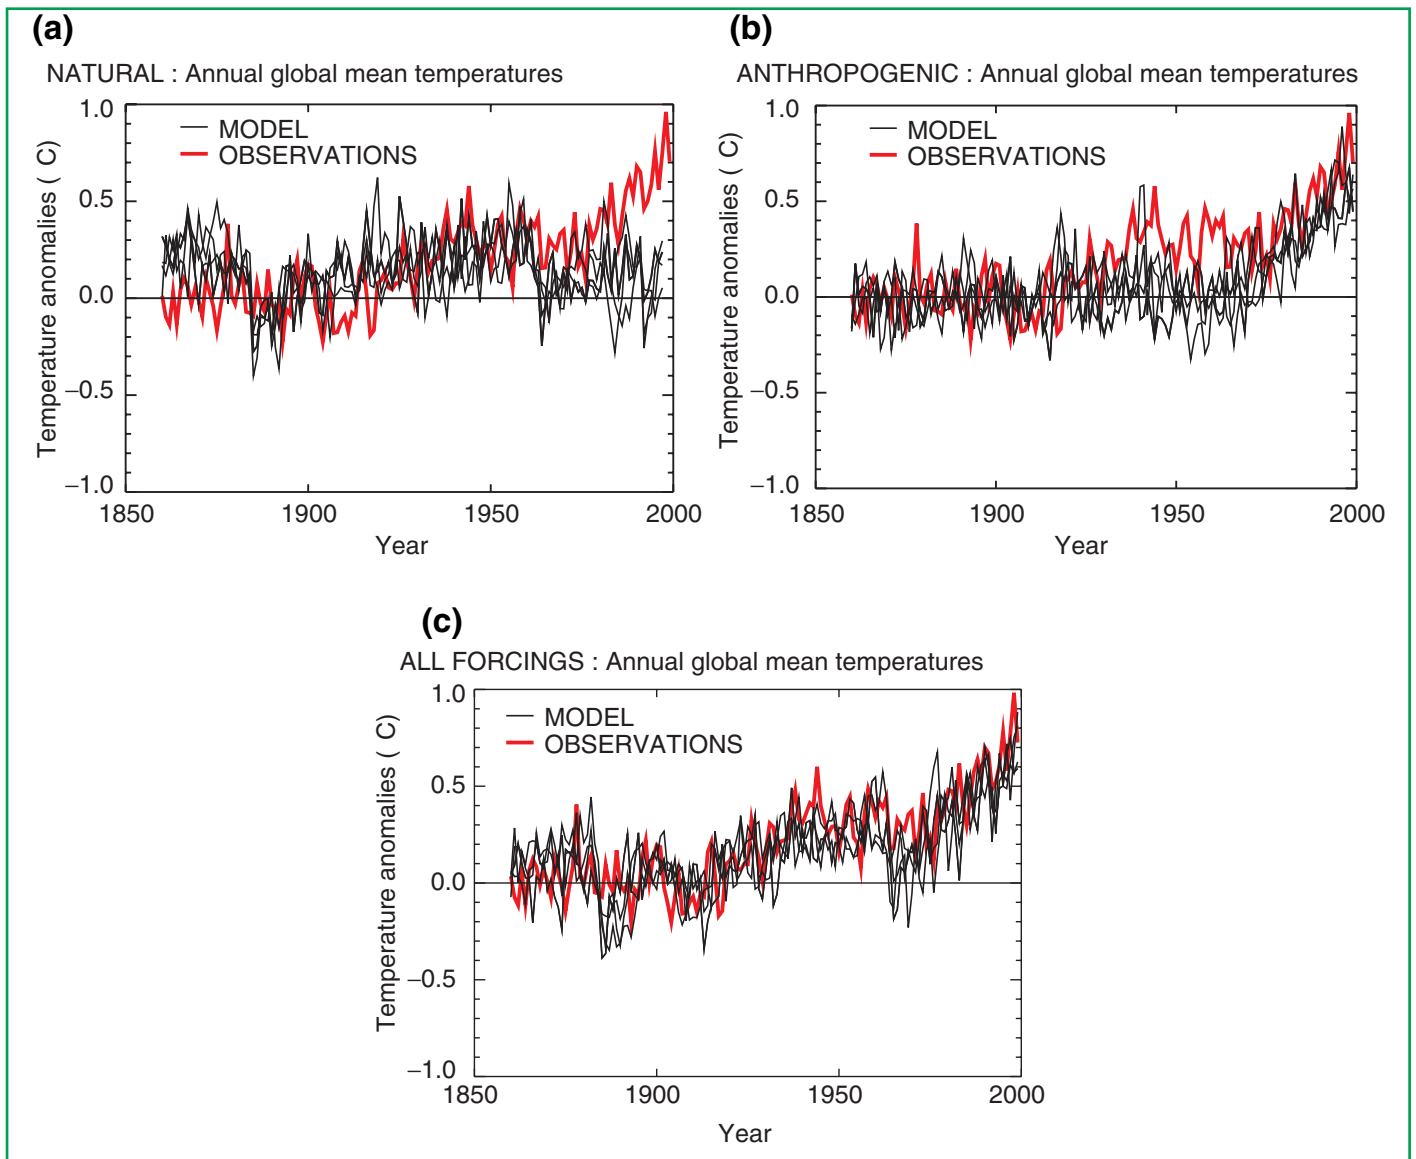 (a)
NATURAL : Annual global mean temperatures
1.0
0.5
0.0
−0.5
−1.0
Temperature anomalies ( C)
MODEL
OBSERVATIONS
1850
1900
1950
2000
Year
(b)
ANTHROPOGENIC : Annual global mean temperatures
1.0
0.5
0.0
−0.5
−1.0
Temperature anomalies ( C)
MODEL
OBSERVATIONS
1850
1900
1950
2000
Year
(c)
ALL FORCINGS : Annual global mean temperatures
1.0
0.5
0.0
−0.5
−1.0
Temperature anomalies ( C)
MODEL
OBSERVATIONS
1850
1900
1950
2000
Year